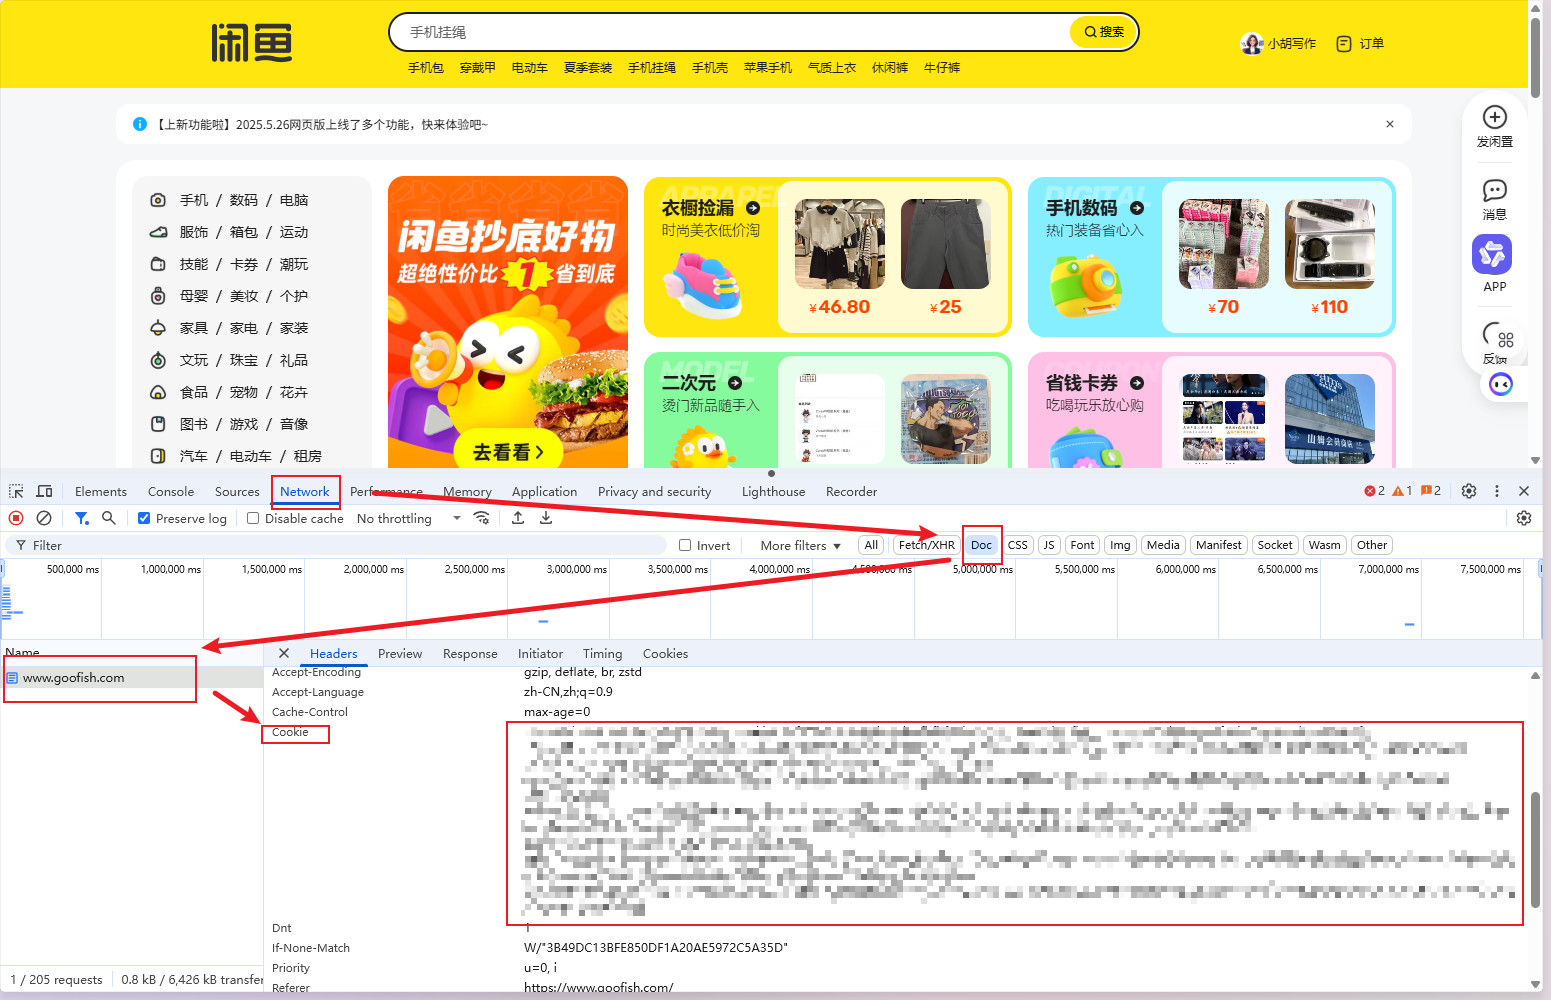 闲鱼
手机挂绳
搜索
小胡写作
订单
手机包 穿戴甲 电动车 夏季套装 手机挂绳 手机壳 苹果手机 气质上衣 休闲裤 牛仔裤
【上新功能啦】2025.5.26网页版上线了多个功能，快来体验吧~
发闲置
消息
APP
反馈
手机 / 数码 / 电脑
服饰 / 箱包 / 运动
技能 / 卡券 / 潮玩
母婴 / 美妆 / 个护
家具 / 家电 / 家装
文玩 / 珠宝 / 礼品
食品 / 宠物 / 花卉
图书 / 游戏 / 音像
汽车 / 电动车 / 租房
闲鱼抄底好物
超绝性价比 1 省到底
去看看
APPAREL
衣橱捡漏
时尚美衣低价淘
¥46.80
¥25
DIGITAL
手机数码
热门装备省心入
¥70
¥110
MODEL
二次元
烫门新品随手入
COUPON
省钱卡券
吃喝玩乐放心购
Elements Console Sources Network Performance Memory Application Privacy and security Lighthouse Recorder
2 1 2
Preserve log Disable cache No throttling
Filter Invert More filters All Fetch/XHR Doc CSS JS Font Img Media Manifest Socket Wasm Other
500,000 ms 1,000,000 ms 1,500,000 ms 2,000,000 ms 2,500,000 ms 3,000,000 ms 3,500,000 ms 4,000,000 ms 4,500,000 ms 5,000,000 ms 5,500,000 ms 6,000,000 ms 6,500,000 ms 7,000,000 ms 7,500,000 ms
Name
www.goofish.com
Headers Preview Response Initiator Timing Cookies
Accept-Encoding gzip, deflate, br, zstd
Accept-Language zh-CN,zh;q=0.9
Cache-Control max-age=0
Cookie
Dnt 1
If-None-Match W/"3B49DC13BFE850DF1A20AE5972C5A35D"
Priority u=0, i
Referer https://www.goofish.com/
1 / 205 requests 0.8 kB / 6,426 kB transfer